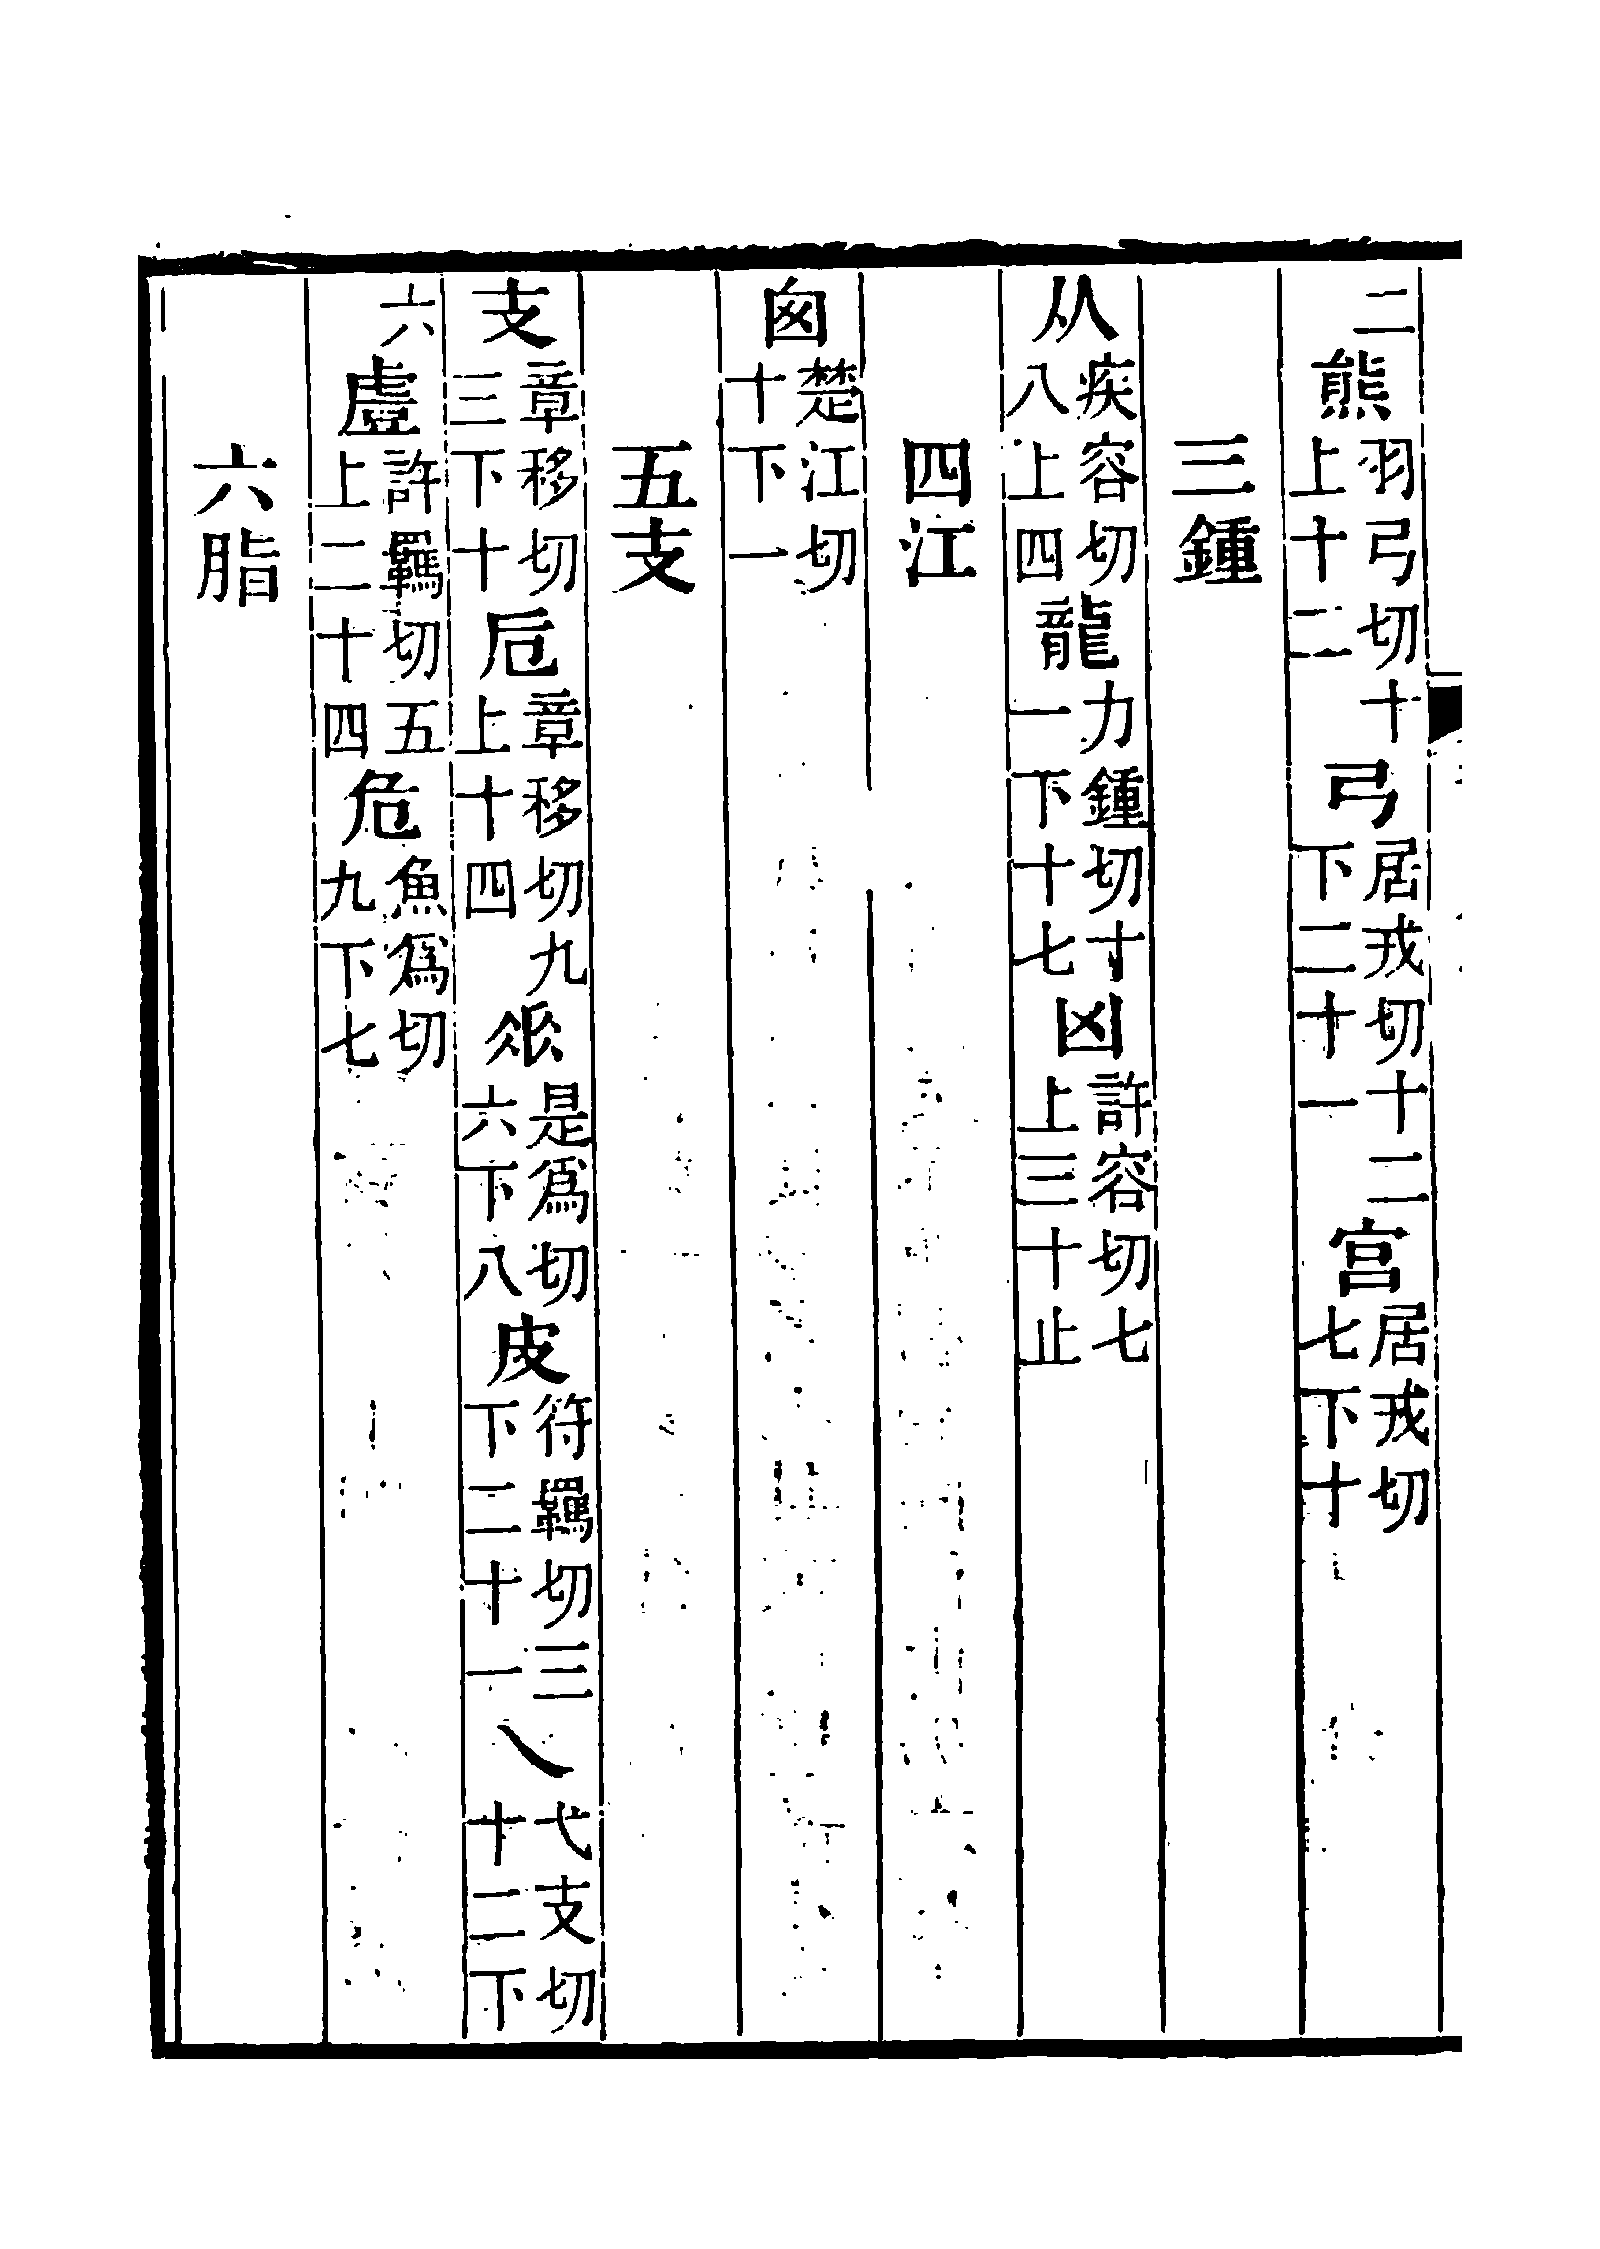 二熊羽弓切十上十二弓居戎切十二下二十一宮居戎切七下十
三鍾
从疾容切八上四龍力鍾切十一下十七凶許容切七上三十止
四江
囱楚江切十下一
五支
支章移切三下十卮章移切九上十四𠂹是爲切六下八皮符羈切三下二十一乁弋支切十二下
六䖒許羈切五上二十四危魚爲切九下七
六脂